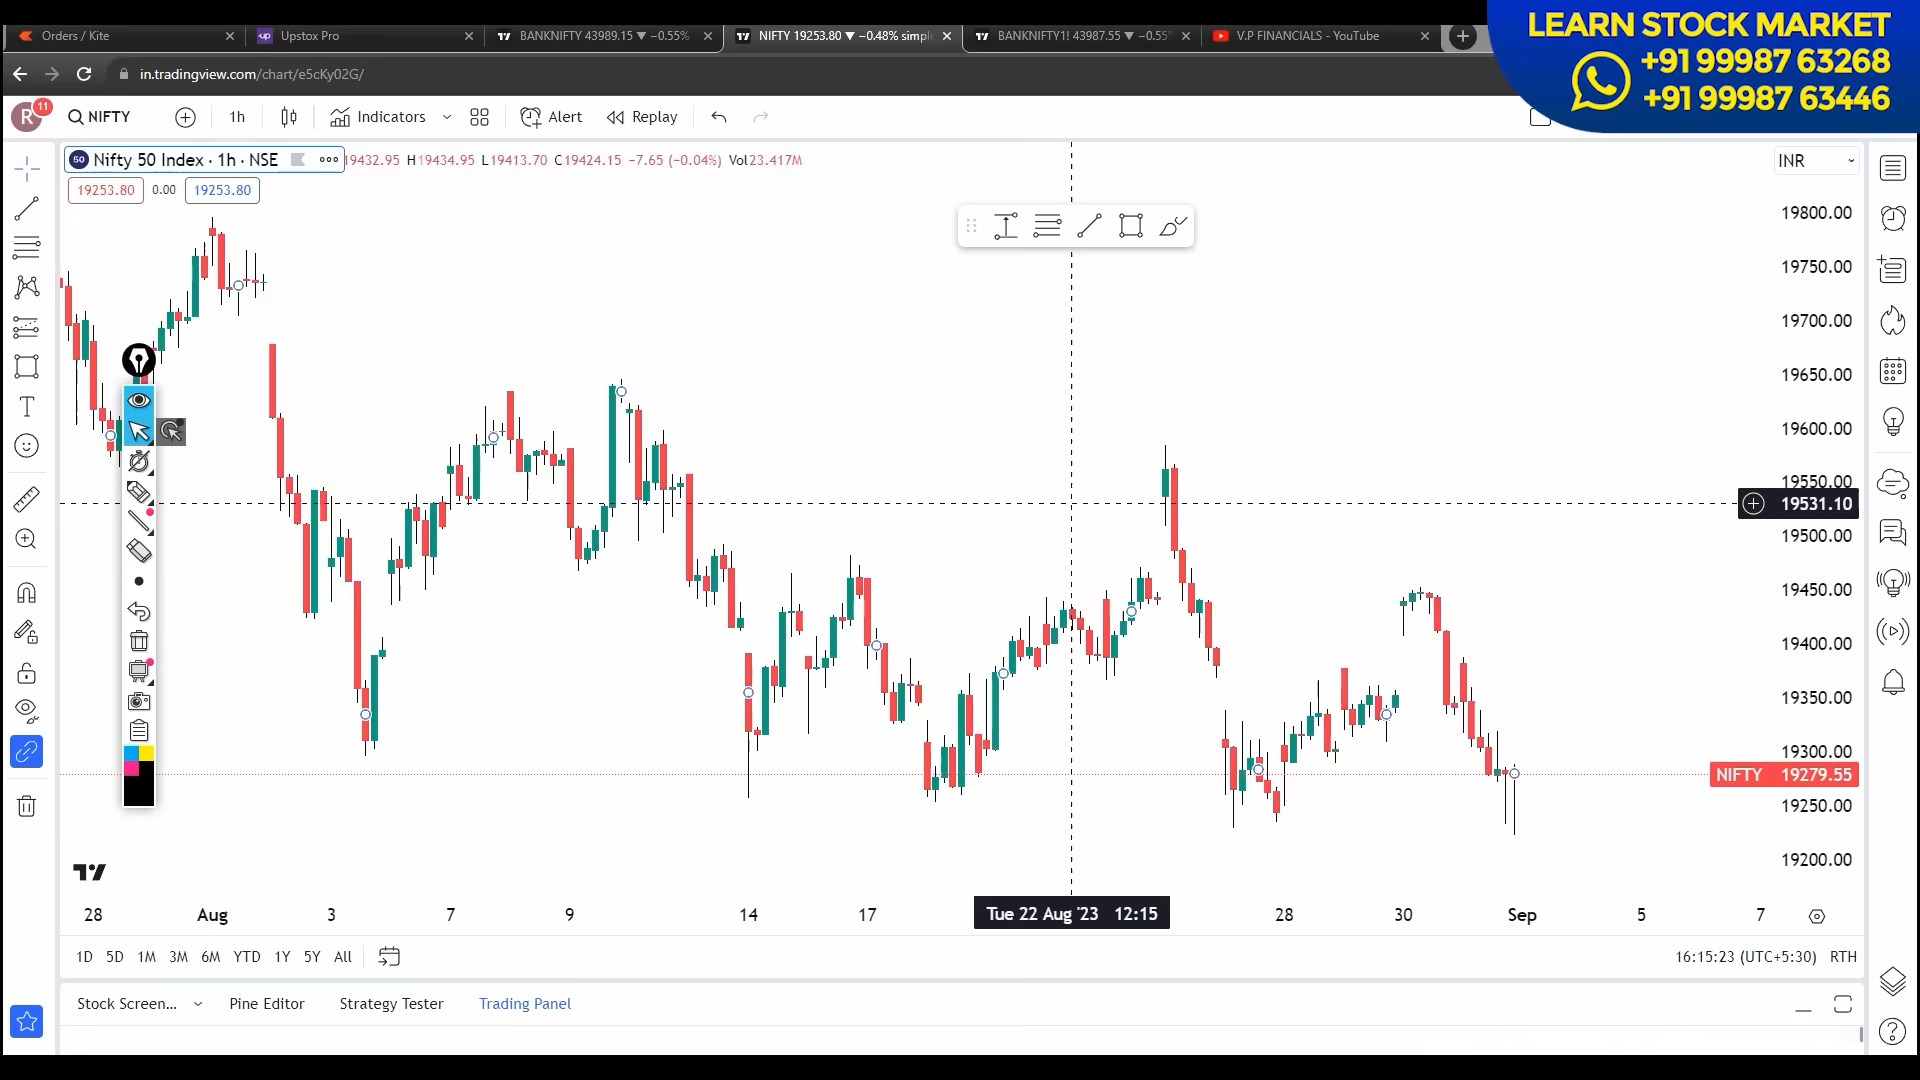 Orders / Kite
up Upstox Pro
BANKNIFTY 43989.15 ▼ −0.55%
NIFTY 19253.80 ▼ −0.48% simple
BANKNIFTY1! 43987.55 ▼ −0.55%
V.P FINANCIALS - YouTube
LEARN STOCK MARKET
+91 99987 63268
+91 99987 63446
in.tradingview.com/chart/e5cKy02G/
R 11
NIFTY
1h
Indicators
Alert
Replay
50 Nifty 50 Index · 1h · NSE
19432.95 H19434.95 L19413.70 C19424.15 −7.65 (−0.04%) Vol23.417M
INR
19253.80 0.00 19253.80
19800.00
19750.00
19700.00
19650.00
19600.00
19550.00
19531.10
19500.00
19450.00
19400.00
19350.00
19300.00
NIFTY 19279.55
19250.00
19200.00
28 Aug 3 7 9 14 17 Tue 22 Aug '23 12:15 28 30 Sep 5 7
1D 5D 1M 3M 6M YTD 1Y 5Y All
16:15:23 (UTC+5:30) RTH
Stock Screen... Pine Editor Strategy Tester Trading Panel